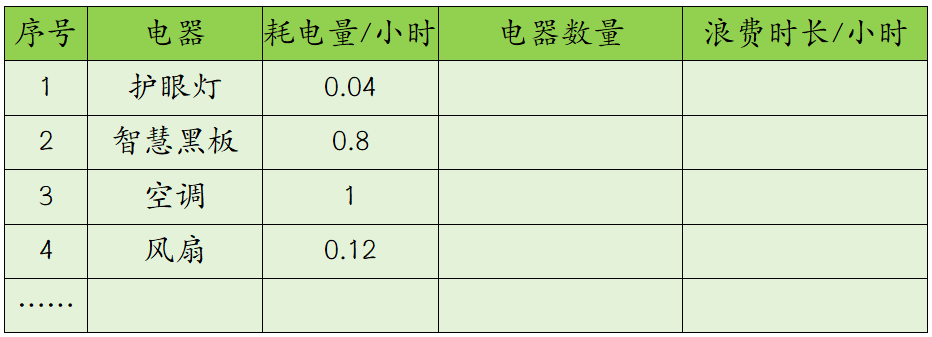 序号 电器 耗电量/小时 电器数量 浪费时长/小时
1 护眼灯 0.04
2 智慧黑板 0.8
3 空调 1
4 风扇 0.12
……